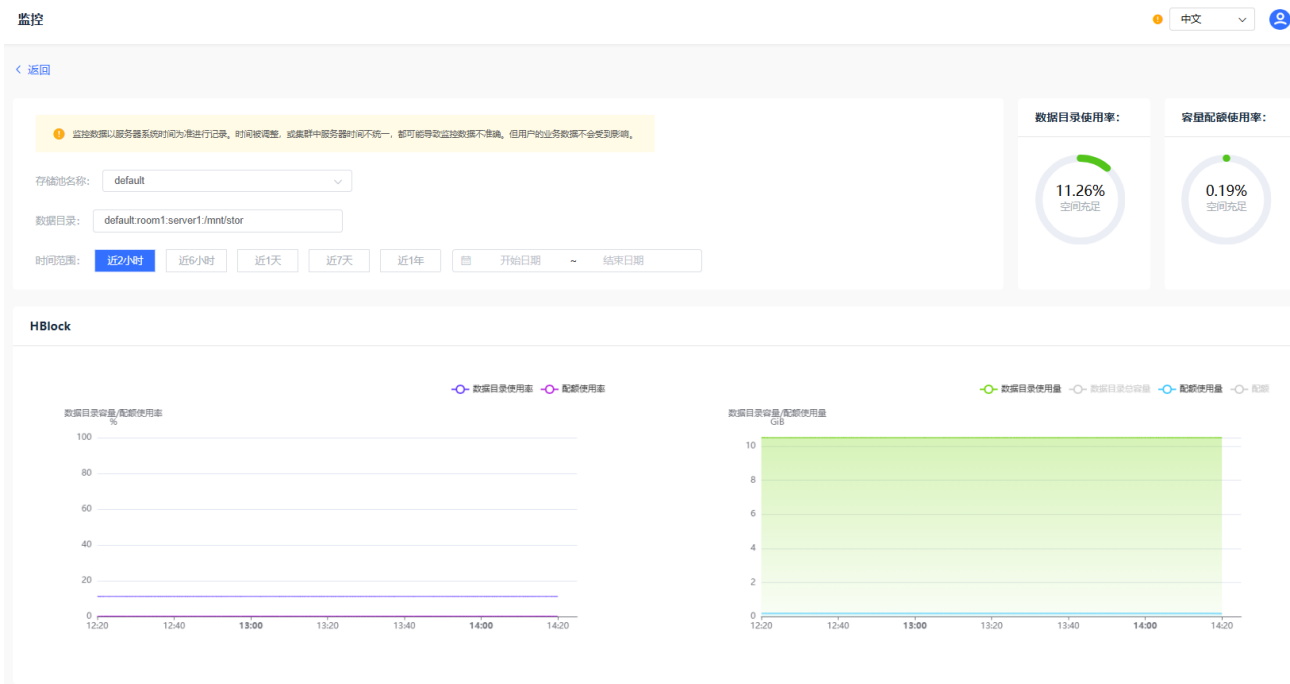 监控
中文
返回
监控数据以服务器系统时间为准进行记录。时间被调整，或集群中服务器时间不统一，都可能导致监控数据不准确。但用户的业务数据不会受到影响。
存储池名称： default
数据目录： default:room1:server1:/mnt/stor
时间范围： 近2小时 近6小时 近1天 近7天 近1年 开始日期 ~ 结束日期
数据目录使用率：
11.26%
空间充足
容量配额使用率：
0.19%
空间充足
HBlock
数据目录使用率 配额使用率
数据目录容量/配额使用率
%
100
80
60
40
20
0
12:20 12:40 13:00 13:20 13:40 14:00 14:20
数据目录使用量 数据目录总容量 配额使用量 配额
数据目录容量/配额使用量
GiB
10
8
6
4
2
0
12:20 12:40 13:00 13:20 13:40 14:00 14:20